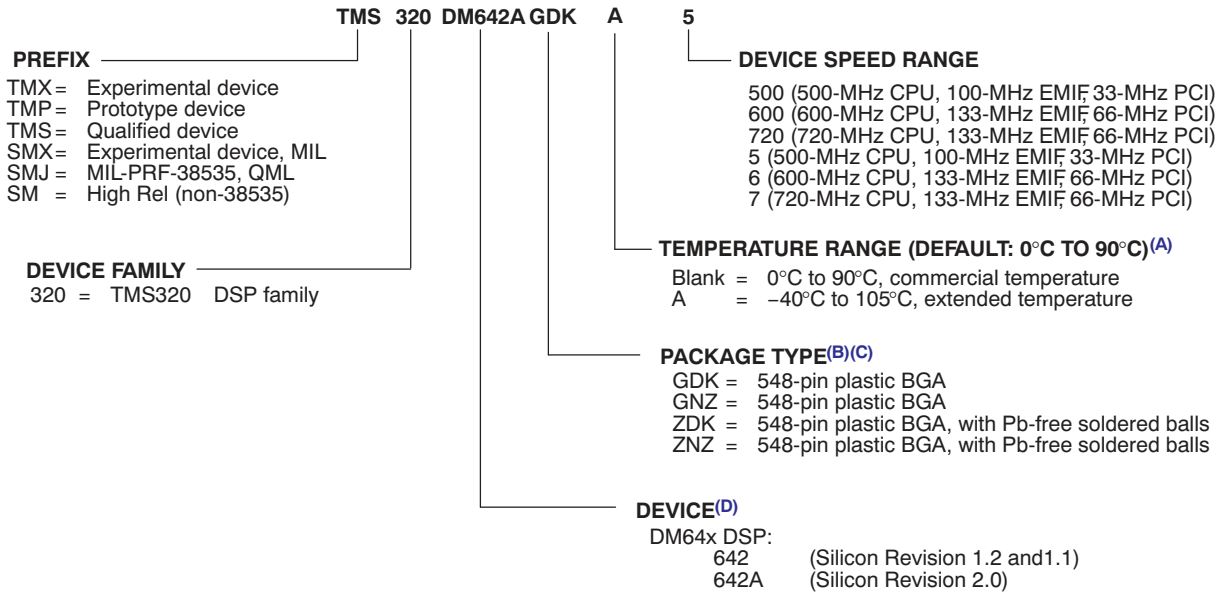 TMS 320 DM642A GDK A 5
PREFIX
TMX = Experimental device
TMP = Prototype device
TMS = Qualified device
SMX = Experimental device, MIL
SMJ = MIL-PRF-38535, QML
SM = High Rel (non-38535)
DEVICE FAMILY
320 = TMS320 DSP family
DEVICE SPEED RANGE
500 (500-MHz CPU, 100-MHz EMIF, 33-MHz PCI)
600 (600-MHz CPU, 133-MHz EMIF, 66-MHz PCI)
720 (720-MHz CPU, 133-MHz EMIF, 66-MHz PCI)
5 (500-MHz CPU, 100-MHz EMIF, 33-MHz PCI)
6 (600-MHz CPU, 133-MHz EMIF, 66-MHz PCI)
7 (720-MHz CPU, 133-MHz EMIF, 66-MHz PCI)
TEMPERATURE RANGE (DEFAULT: 0°C TO 90°C)(A)
Blank = 0°C to 90°C, commercial temperature
A = −40°C to 105°C, extended temperature
PACKAGE TYPE(B)(C)
GDK = 548-pin plastic BGA
GNZ = 548-pin plastic BGA
ZDK = 548-pin plastic BGA, with Pb-free soldered balls
ZNZ = 548-pin plastic BGA, with Pb-free soldered balls
DEVICE(D)
DM64x DSP:
642 (Silicon Revision 1.2 and1.1)
642A (Silicon Revision 2.0)